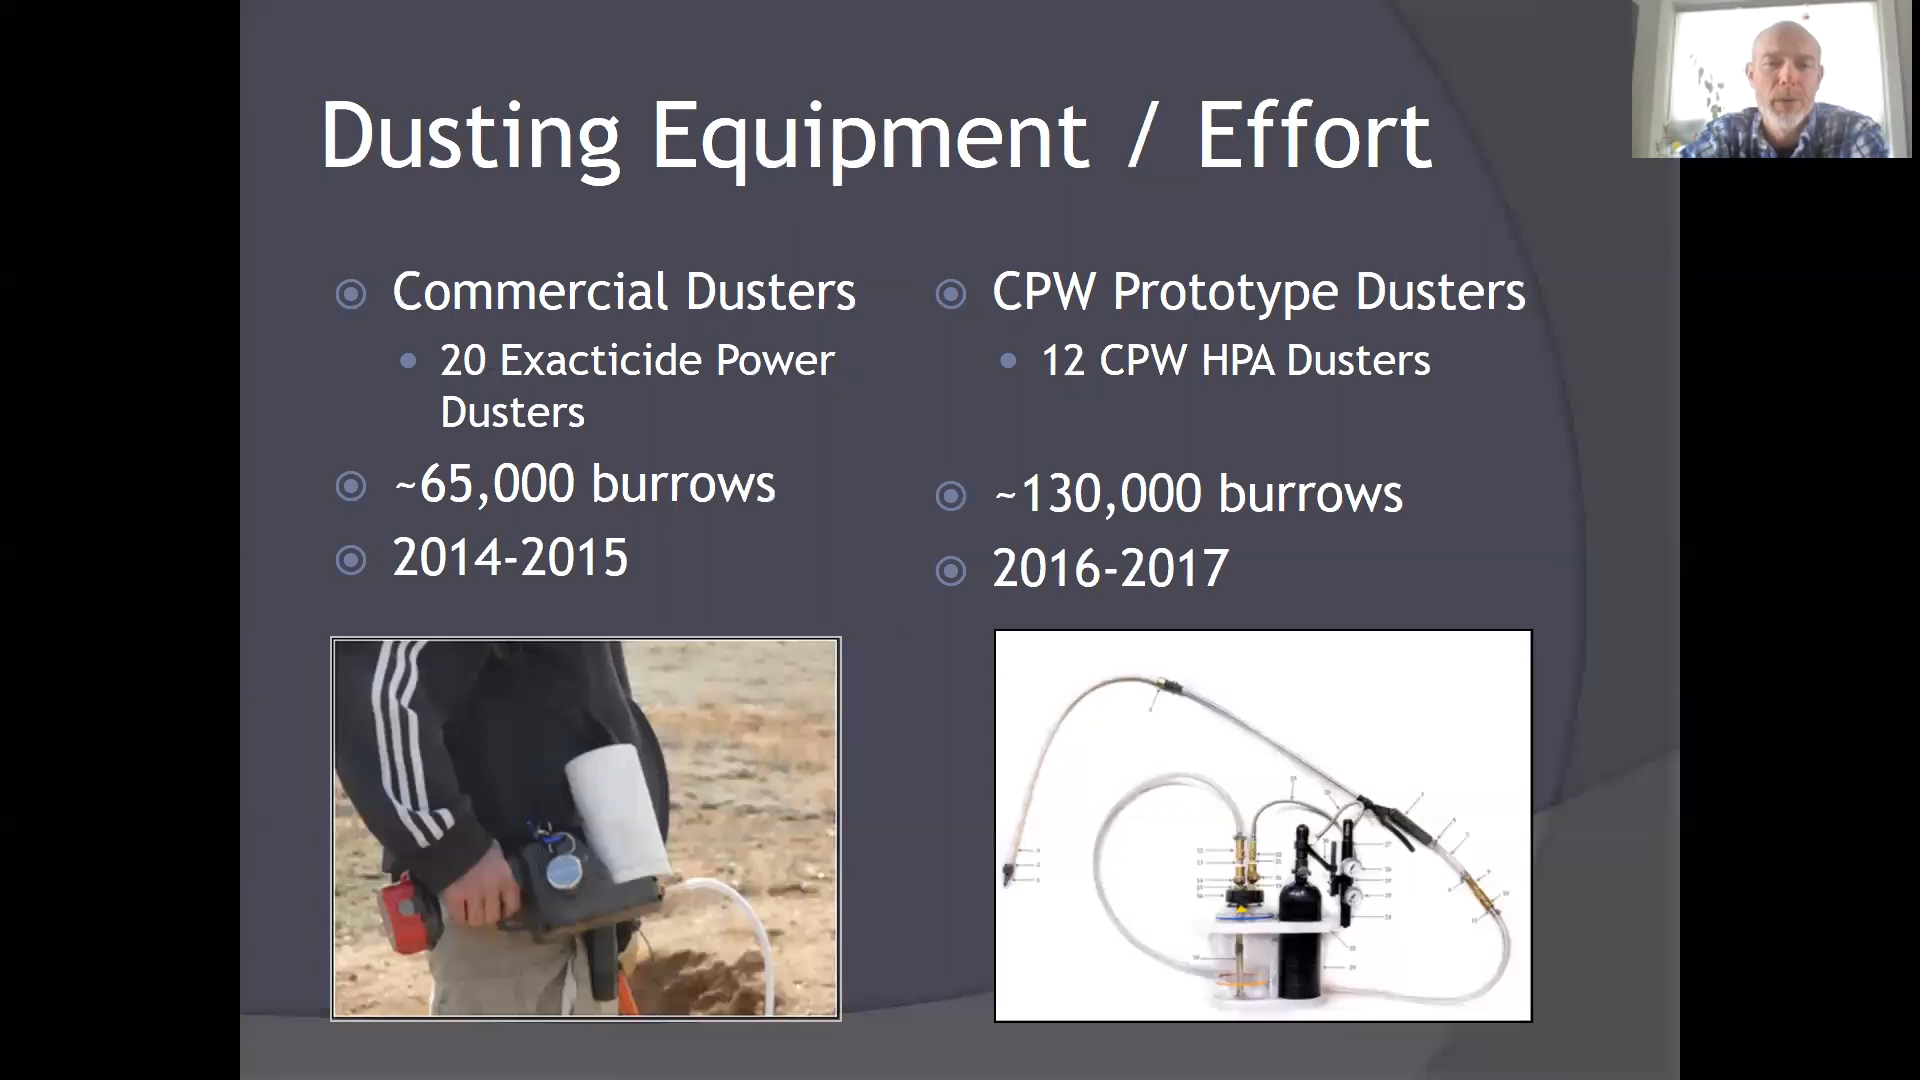 Dusting Equipment / Effort
Commercial Dusters
20 Exacticide Power
Dusters
~65,000 burrows
2014-2015
CPW Prototype Dusters
12 CPW HPA Dusters
~130,000 burrows
2016-2017